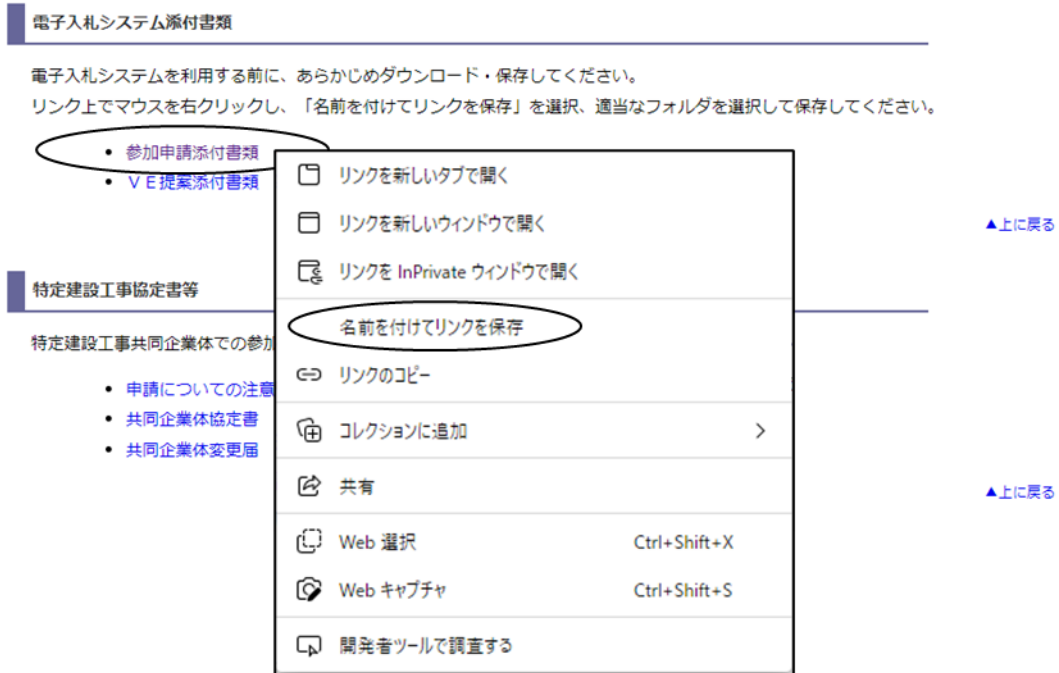 電子入札システム添付書類
電子入札システムを利用する前に、あらかじめダウンロード・保存してください。
リンク上でマウスを右クリックし、「名前を付けてリンクを保存」を選択、適当なフォルダを選択して保存してください。
• 参加申請添付書類
• ＶＥ提案添付書類
▲上に戻る
特定建設工事協定書等
特定建設工事共同企業体での参加
• 申請についての注意
• 共同企業体協定書
• 共同企業体変更届
▲上に戻る
リンクを新しいタブで開く
リンクを新しいウィンドウで開く
リンクを InPrivate ウィンドウで開く
名前を付けてリンクを保存
リンクのコピー
コレクションに追加
共有
Web 選択 Ctrl+Shift+X
Web キャプチャ Ctrl+Shift+S
開発者ツールで調査する